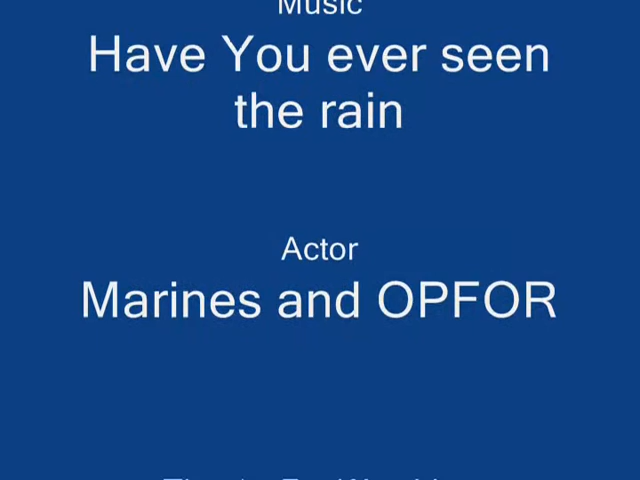 Music
Have You ever seen
the rain
Actor
Marines and OPFOR